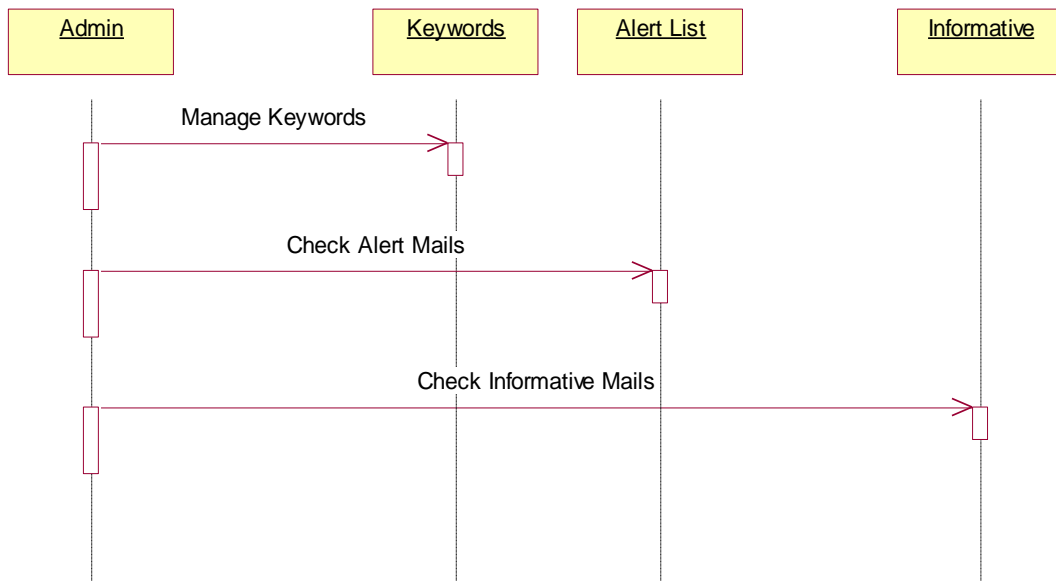 Admin
Keywords
Alert List
Informative
Manage Keywords
Check Alert Mails
Check Informative Mails